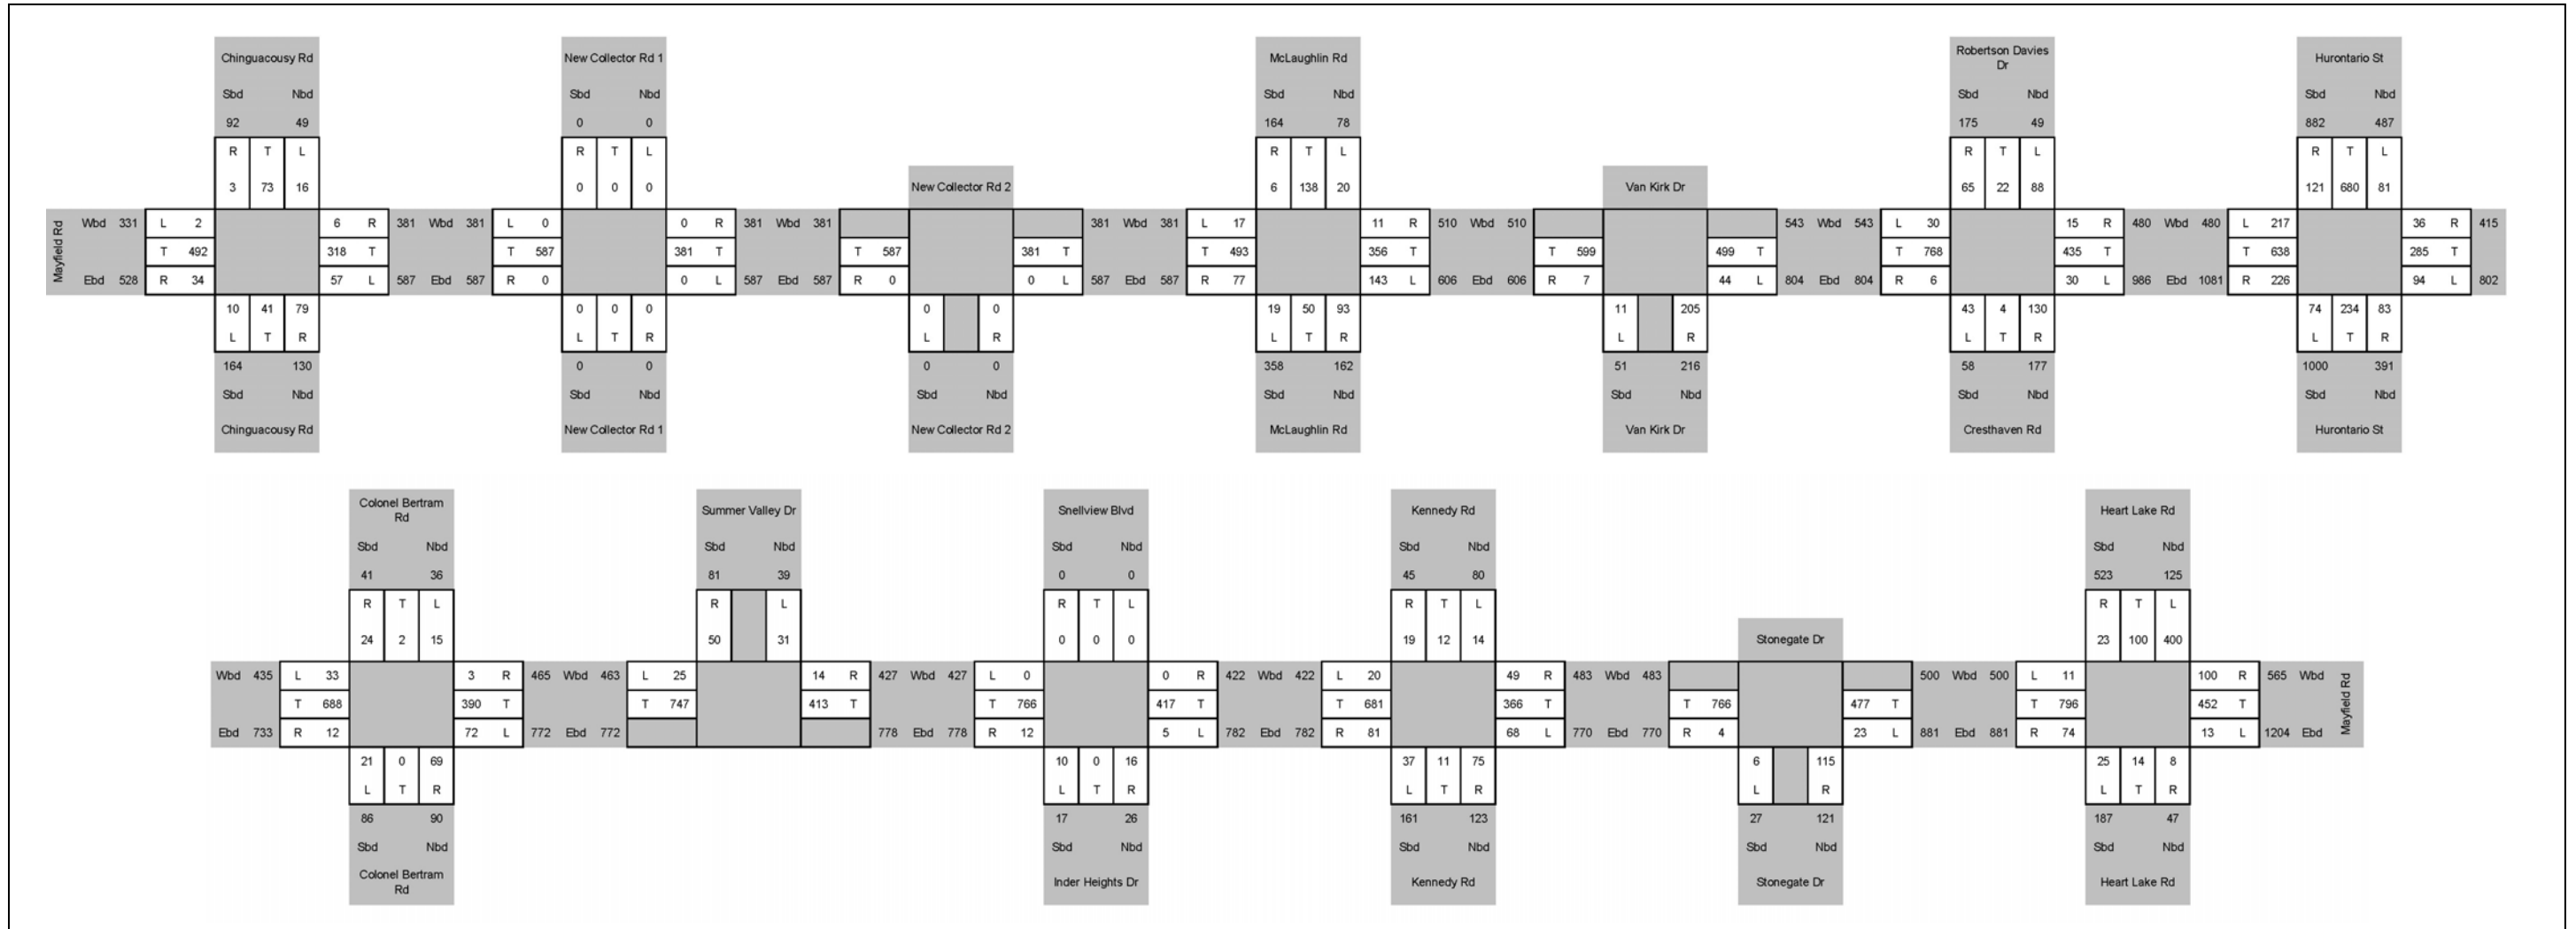 Chinguacousy Rd New Collector Rd 1 McLaughlin Rd Robertson Davies Dr Hurontario St
Sbd Nbd Sbd Nbd Sbd Nbd Sbd Nbd Sbd Nbd
92 49 0 0 164 78 175 49 882 487
R T L R T L R T L R T L R T L
3 73 16 0 0 0 New Collector Rd 2 6 138 20 Van Kirk Dr 65 22 88 121 680 81
Wbd 331 L 2 6 R 381 Wbd 381 L 0 0 R 381 Wbd 381 381 Wbd 381 L 17 11 R 510 Wbd 510 543 Wbd 543 L 30 15 R 480 Wbd 480 L 217 36 R 415
Mayfield Rd T 492 318 T T 587 381 T T 587 381 T T 493 356 T T 599 499 T T 768 435 T T 638 285 T
Ebd 528 R 34 57 L 587 Ebd 587 R 0 0 L 587 Ebd 587 R 0 0 L 587 Ebd 587 R 77 143 L 606 Ebd 606 R 7 44 L 804 Ebd 804 R 6 30 L 986 Ebd 1081 R 226 94 L 802
10 41 79 0 0 0 0 0 19 50 93 11 205 43 4 130 74 234 83
L T R L T R L R L T R L R L T R L T R
164 130 0 0 0 0 358 162 51 216 58 177 1000 391
Sbd Nbd Sbd Nbd Sbd Nbd Sbd Nbd Sbd Nbd Sbd Nbd Sbd Nbd
Chinguacousy Rd New Collector Rd 1 New Collector Rd 2 McLaughlin Rd Van Kirk Dr Cresthaven Rd Hurontario St
Colonel Bertram Rd Summer Valley Dr Snellview Blvd Kennedy Rd Heart Lake Rd
Sbd Nbd Sbd Nbd Sbd Nbd Sbd Nbd Sbd Nbd
41 36 81 39 0 0 45 80 523 125
R T L R L R T L R T L R T L
24 2 15 50 31 0 0 0 19 12 14 Stonegate Dr 23 100 400
Wbd 435 L 33 3 R 465 Wbd 463 L 25 14 R 427 Wbd 427 L 0 0 R 422 Wbd 422 L 20 49 R 483 Wbd 483 500 Wbd 500 L 11 100 R 565 Wbd
T 688 390 T T 747 413 T T 766 417 T T 681 366 T T 766 477 T T 796 452 T Mayfield Rd
Ebd 733 R 12 72 L 772 Ebd 772 778 Ebd 778 R 12 5 L 782 Ebd 782 R 81 68 L 770 Ebd 770 R 4 23 L 881 Ebd 881 R 74 13 L 1204 Ebd
21 0 69 10 0 16 37 11 75 6 115 25 14 8
L T R L T R L T R L R L T R
86 90 17 26 161 123 27 121 187 47
Sbd Nbd Sbd Nbd Sbd Nbd Sbd Nbd Sbd Nbd
Colonel Bertram Rd Inder Heights Dr Kennedy Rd Stonegate Dr Heart Lake Rd